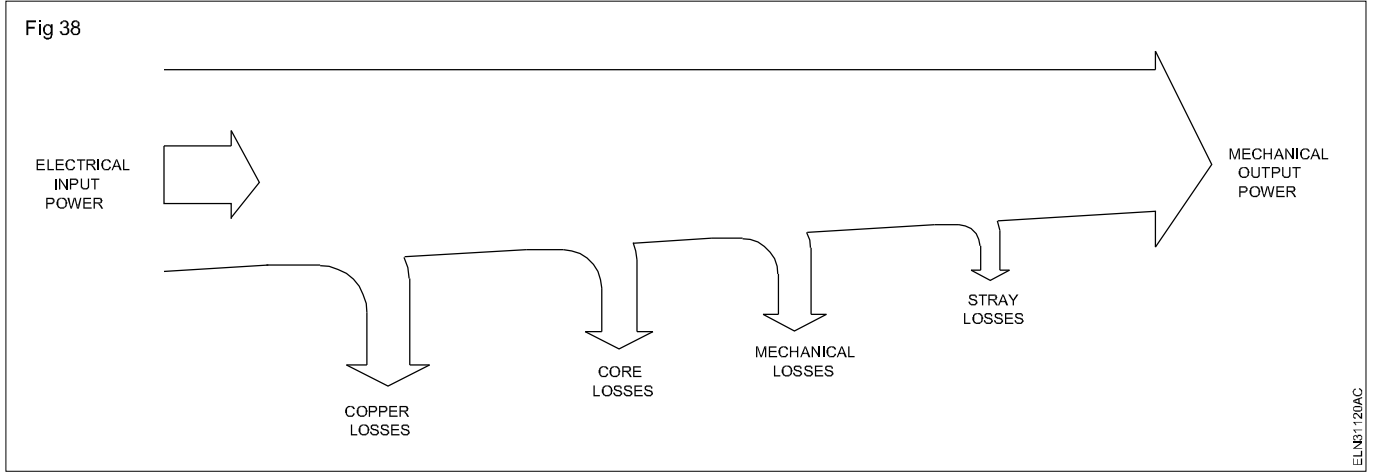 Fig 38
ELECTRICAL
INPUT
POWER
MECHANICAL
OUTPUT
POWER
COPPER
LOSSES
CORE
LOSSES
MECHANICAL
LOSSES
STRAY
LOSSES
ELN31120AC